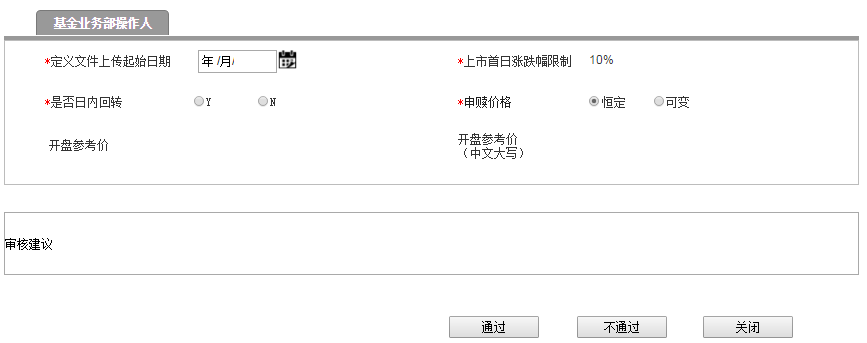 基金业务部操作人
*定义文件上传起始日期 年 /月/ *上市首日涨跌幅限制 10%
*是否日内回转 Y N *申赎价格 恒定 可变
开盘参考价 开盘参考价
（中文大写）
审核建议
通过 不通过 关闭